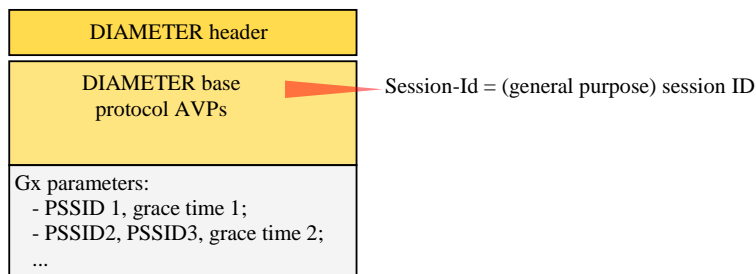 DIAMETER header
DIAMETER base
protocol AVPs
Session-Id = (general purpose) session ID
Gx parameters:
- PSSID 1, grace time 1;
- PSSID2, PSSID3, grace time 2;
...